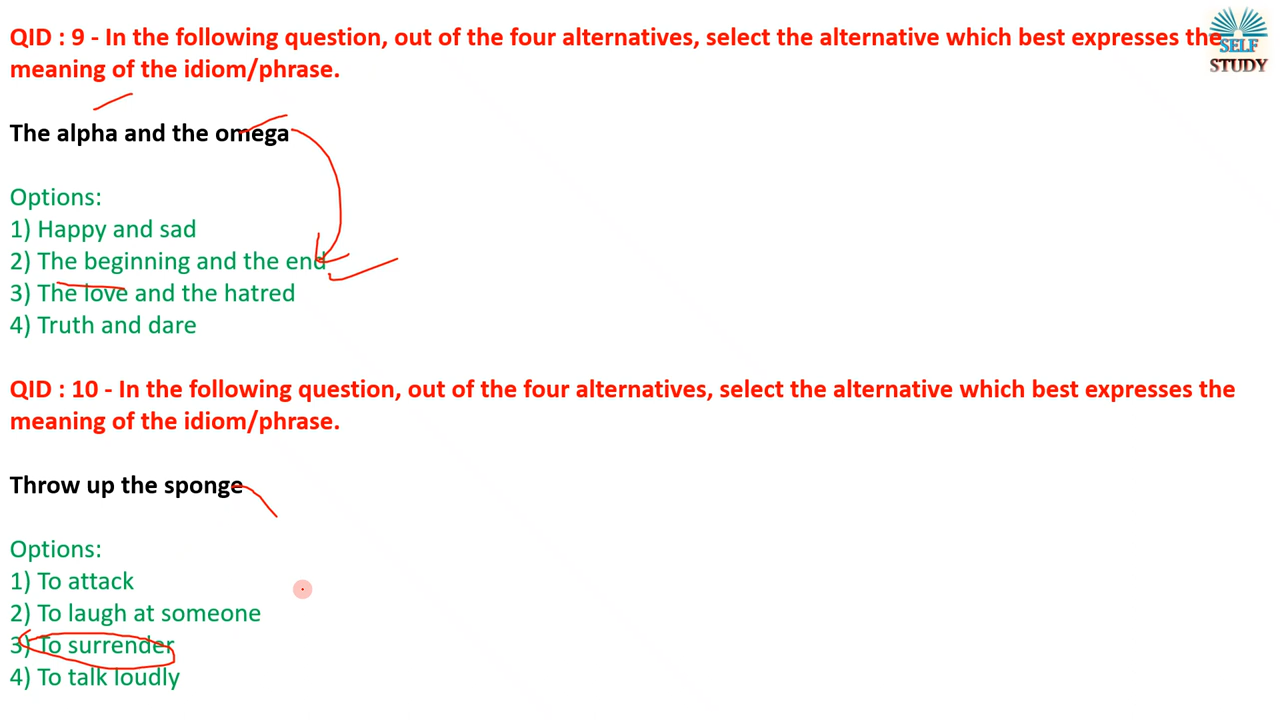 QID : 9 - In the following question, out of the four alternatives, select the alternative which best expresses the
meaning of the idiom/phrase.
SELF
STUDY
The alpha and the omega
Options:
1) Happy and sad
2) The beginning and the end
3) The love and the hatred
4) Truth and dare
QID : 10 - In the following question, out of the four alternatives, select the alternative which best expresses the
meaning of the idiom/phrase.
Throw up the sponge
Options:
1) To attack
2) To laugh at someone
3) To surrender
4) To talk loudly